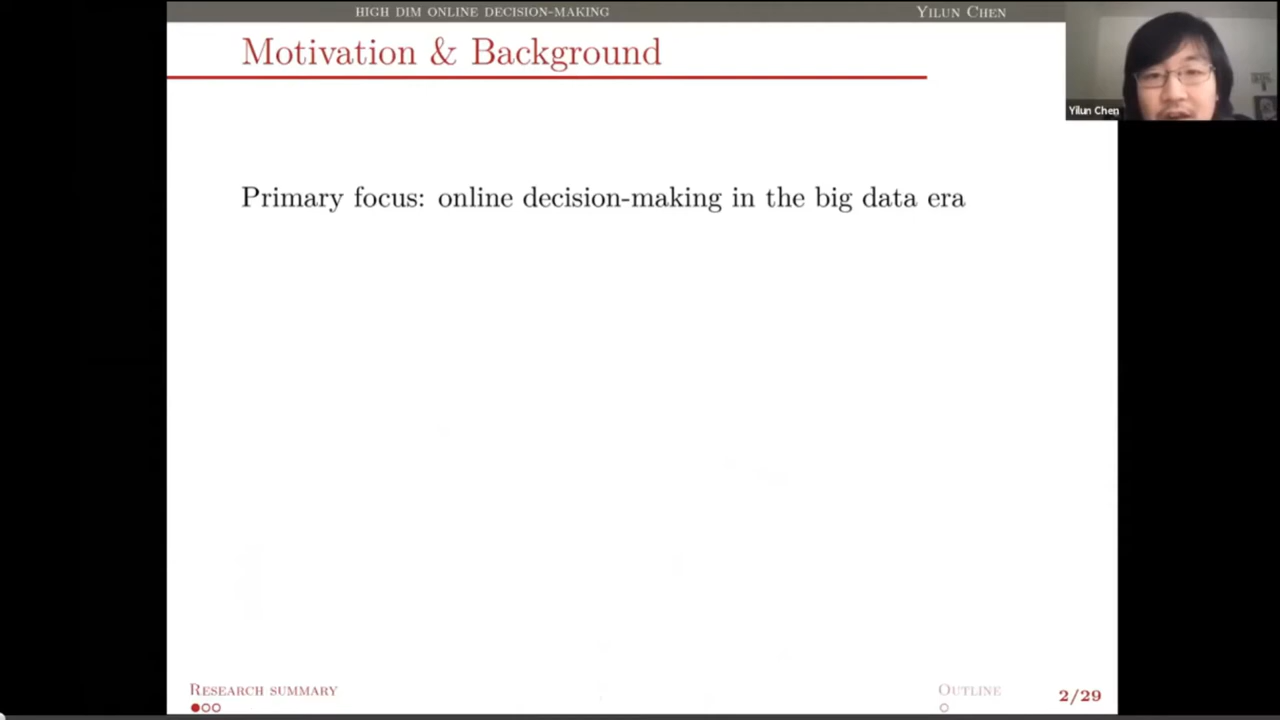 HIGH DIM ONLINE DECISION-MAKING
YILUN CHEN
Motivation & Background
Yilun Chen
Primary focus: online decision-making in the big data era
RESEARCH SUMMARY
OUTLINE
2/29